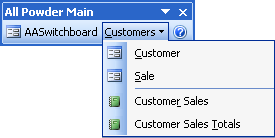 All Powder Main
AASwitchboard Customers
Customer
Sale
Customer Sales
Customer Sales Totals